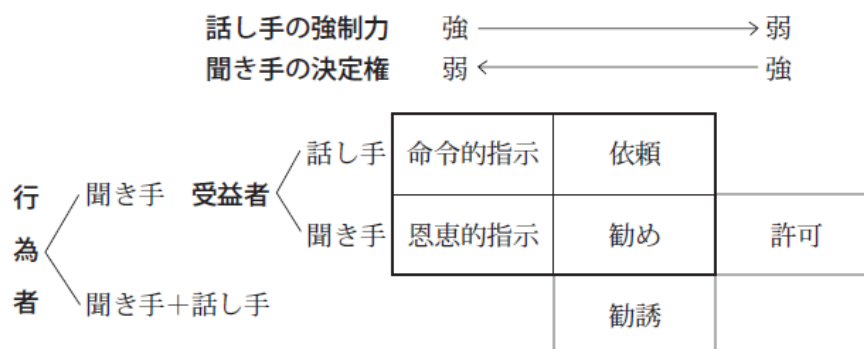 話し手の強制力 強 弱
聞き手の決定権 弱 強
話し手 命令的指示 依頼
行為者 聞き手 受益者
聞き手 恩恵的指示 勧め 許可
聞き手+話し手
勧誘